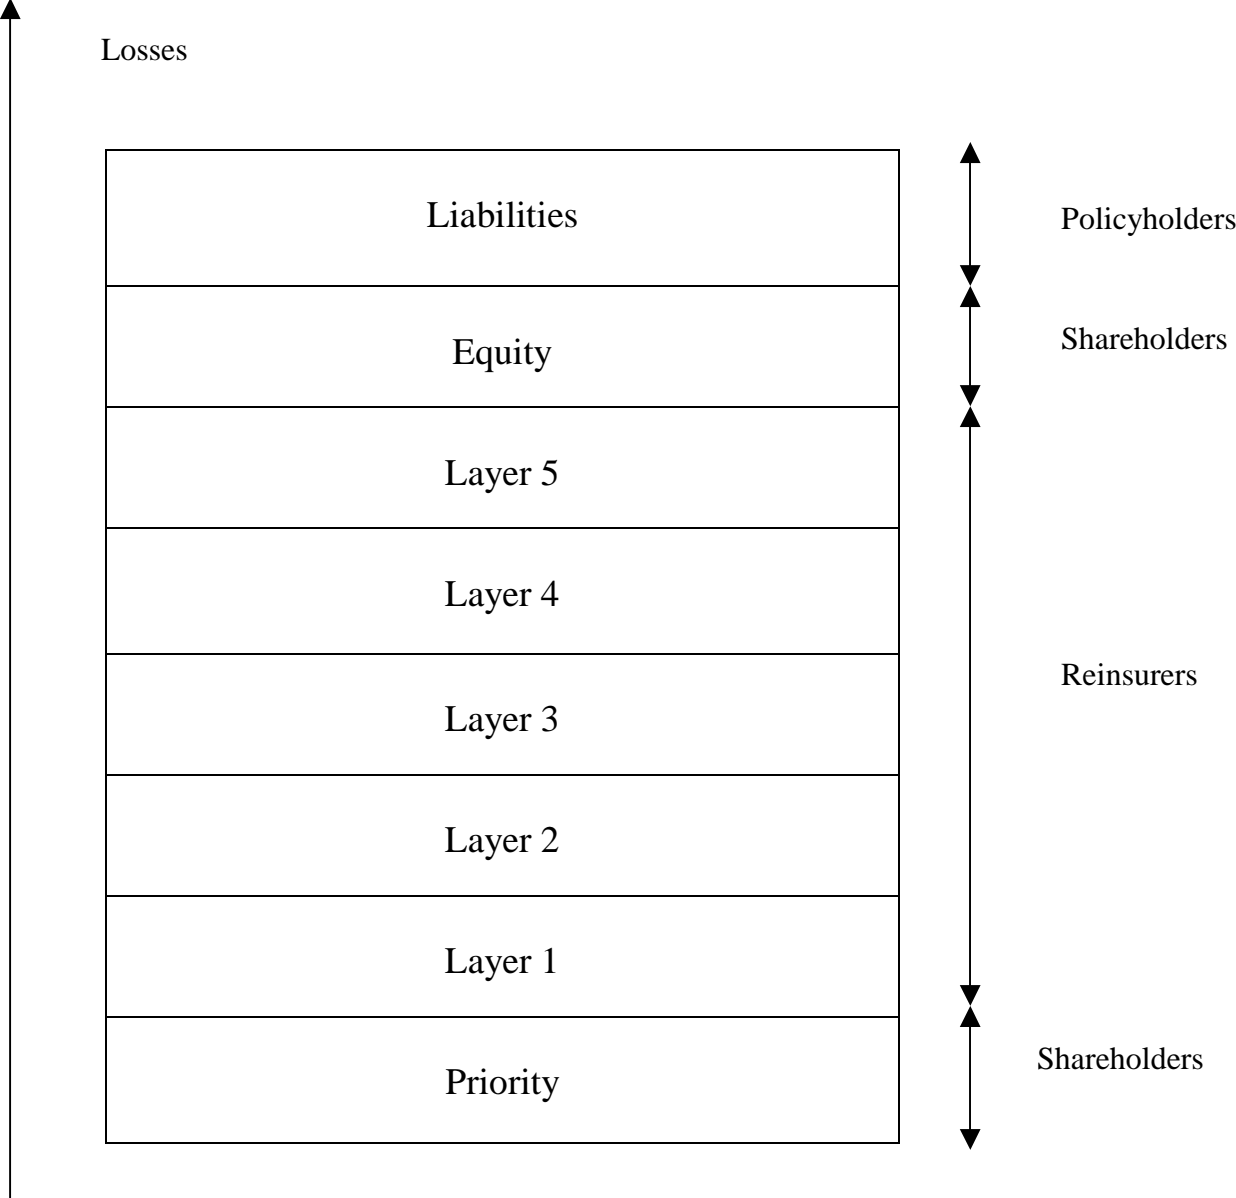 Losses
Liabilities
Policyholders
Equity
Shareholders
Layer 5
Layer 4
Layer 3
Reinsurers
Layer 2
Layer 1
Priority
Shareholders